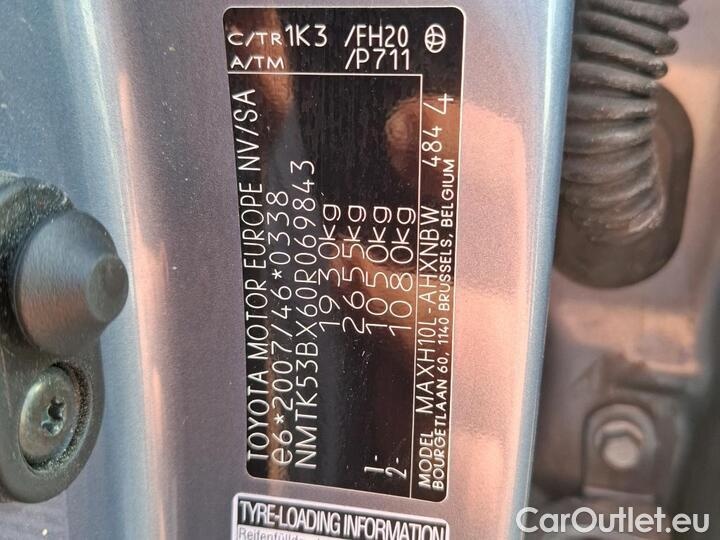 C/TR 1K3 /FH20
A/TM /P711
TOYOTA MOTOR EUROPE NV/SA
e6*2007/46*0338
NMTK53BX60R069843
1930kg
2655kg
1- 1050kg
2- 1080kg
MODEL MAXH10L-AHXNBW 484 4
BOURGETLAAN 60, 1140 BRUSSELS, BELGIUM
TYRE-LOADING INFORMATION
CarOutlet.eu